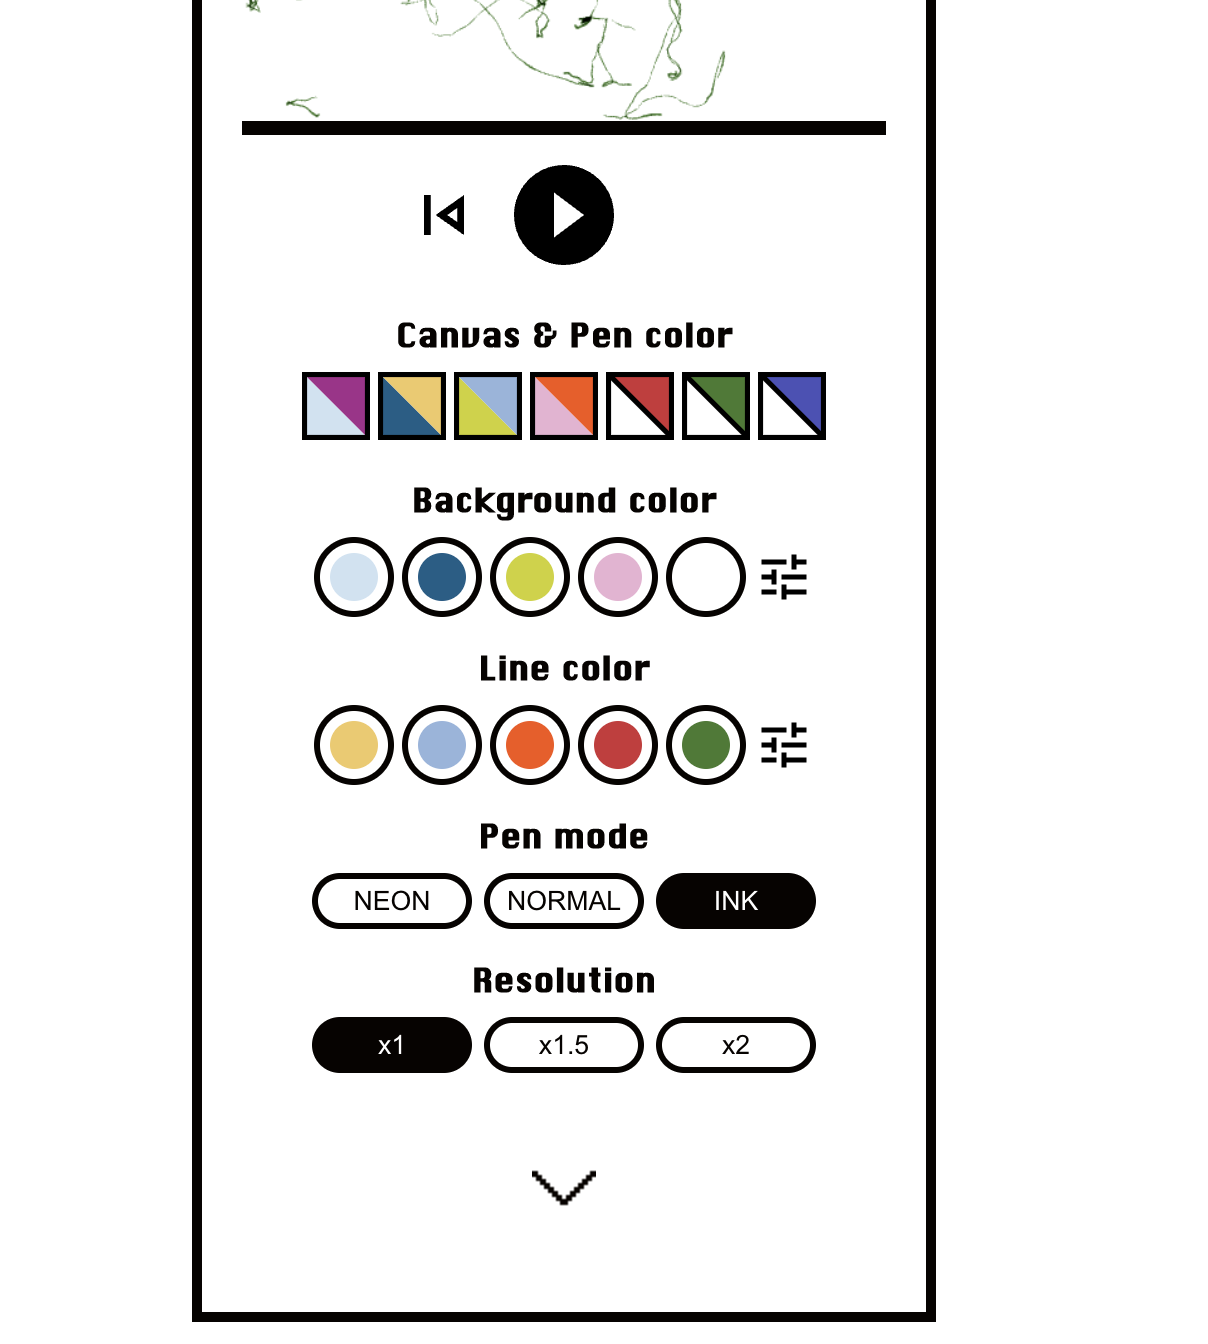 Canvas & Pen color
Background color
Line color
Pen mode
NEON NORMAL INK
Resolution
x1 x1.5 x2